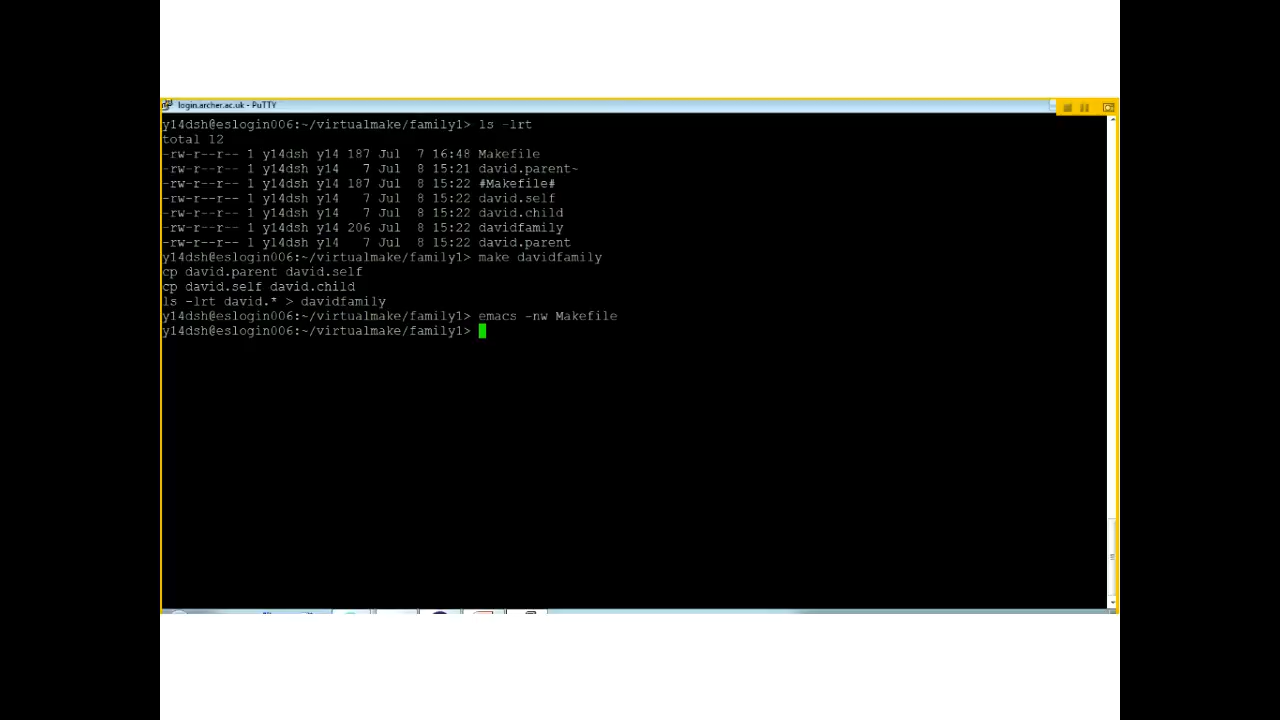 login.archer.ac.uk - PuTTY
y14dsh@eslogin006:~/virtualmake/family1> ls -lrt
total 12
-rw-r--r-- 1 y14dsh y14 187 Jul  7 16:48 Makefile
-rw-r--r-- 1 y14dsh y14   7 Jul  8 15:21 david.parent~
-rw-r--r-- 1 y14dsh y14 187 Jul  8 15:22 #Makefile#
-rw-r--r-- 1 y14dsh y14   7 Jul  8 15:22 david.self
-rw-r--r-- 1 y14dsh y14   7 Jul  8 15:22 david.child
-rw-r--r-- 1 y14dsh y14 206 Jul  8 15:22 davidfamily
-rw-r--r-- 1 y14dsh y14   7 Jul  8 15:22 david.parent
y14dsh@eslogin006:~/virtualmake/family1> make davidfamily
cp david.parent david.self
cp david.self david.child
ls -lrt david.* > davidfamily
y14dsh@eslogin006:~/virtualmake/family1> emacs -nw Makefile
y14dsh@eslogin006:~/virtualmake/family1>